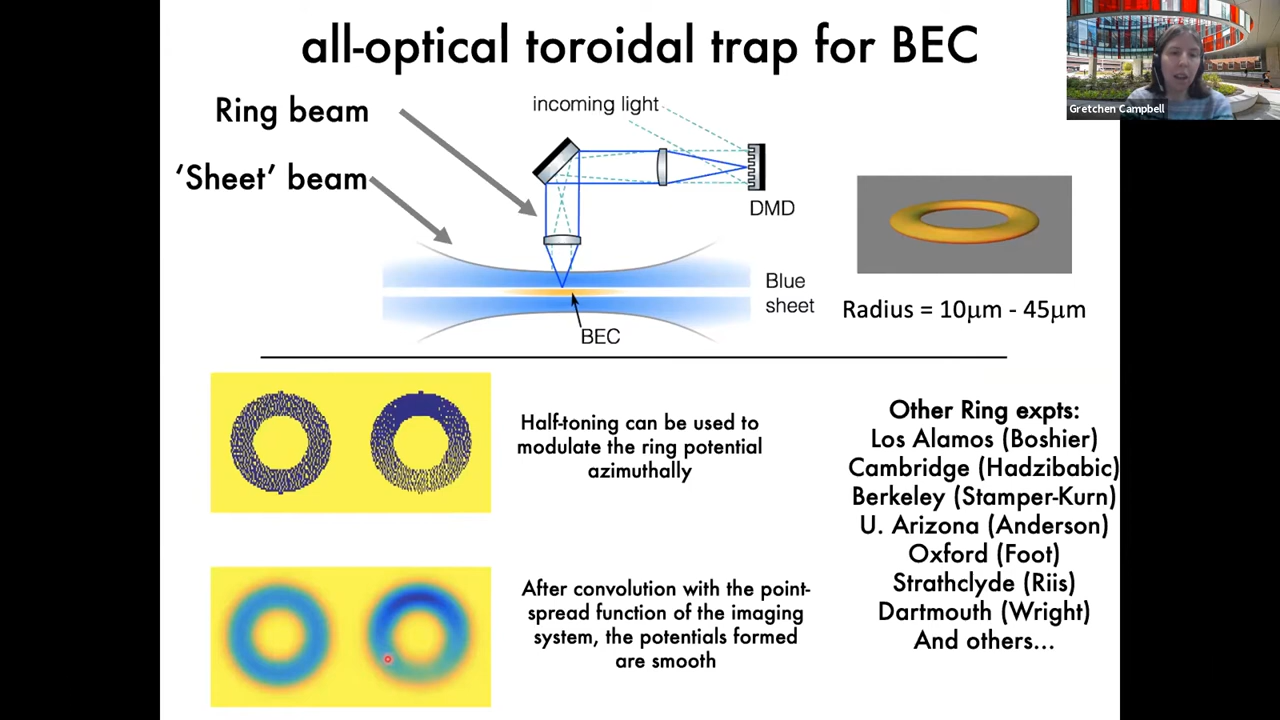 all-optical toroidal trap for BEC
Gretchen Campbell
Ring beam
incoming light
'Sheet' beam
DMD
Blue
sheet
BEC
Radius = 10μm - 45μm
Half-toning can be used to
modulate the ring potential
azimuthally
After convolution with the point-
spread function of the imaging
system, the potentials formed
are smooth
Other Ring expts:
Los Alamos (Boshier)
Cambridge (Hadzibabic)
Berkeley (Stamper-Kurn)
U. Arizona (Anderson)
Oxford (Foot)
Strathclyde (Riis)
Dartmouth (Wright)
And others...